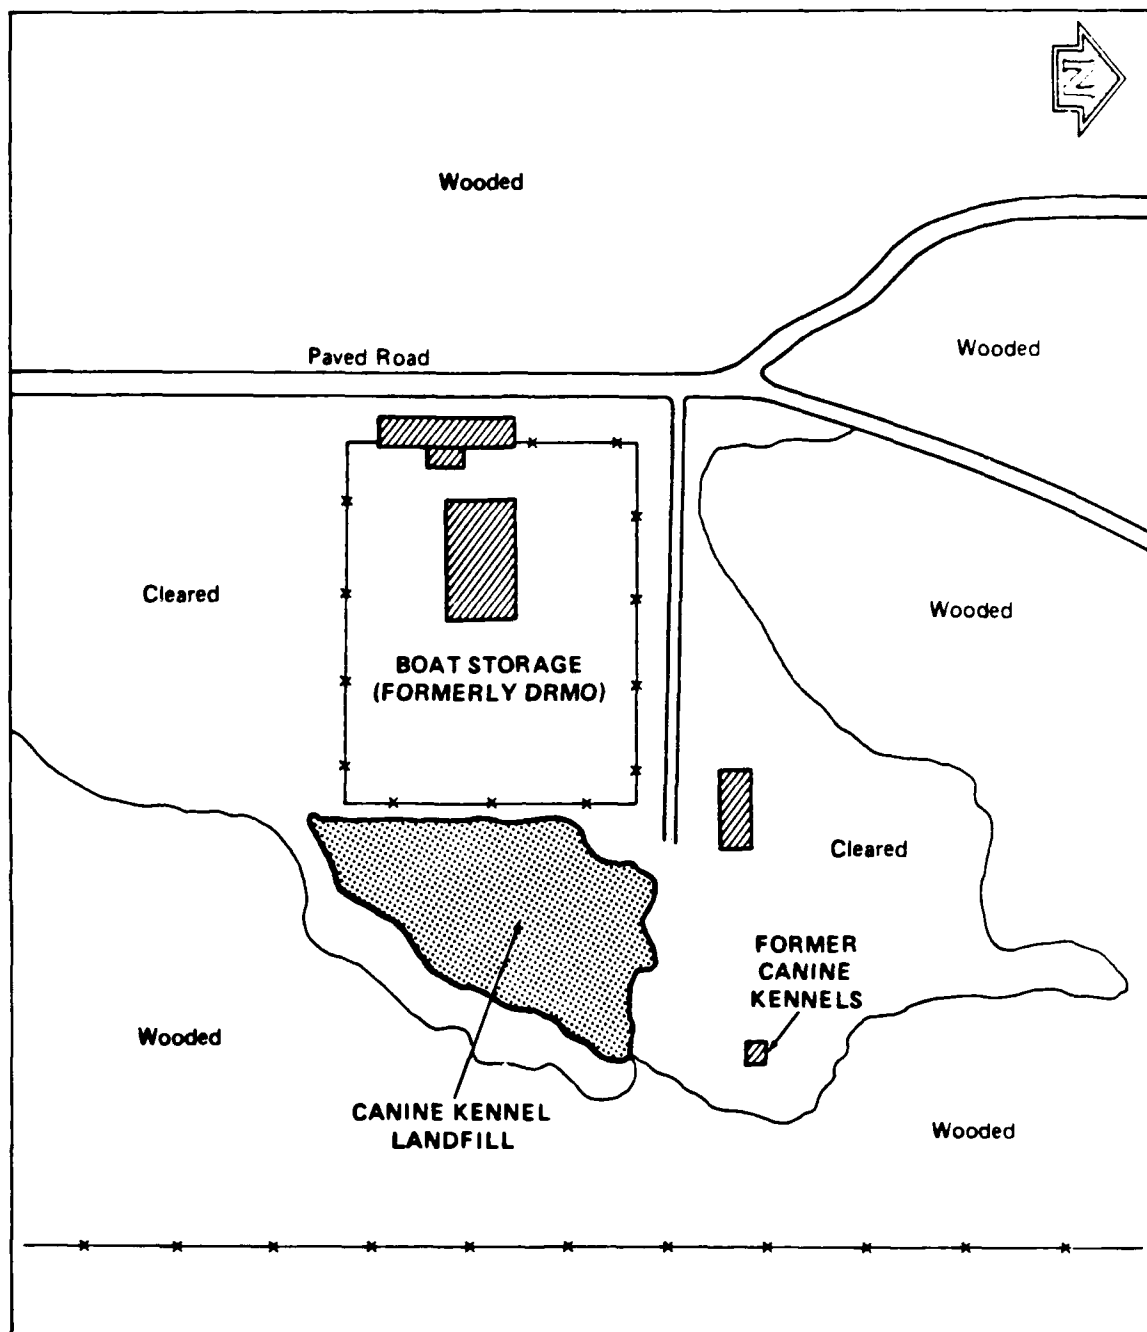 N
Wooded
Wooded
Paved Road
Cleared
Wooded
BOAT STORAGE
(FORMERLY DRMO)
Cleared
FORMER
CANINE
KENNELS
Wooded
CANINE KENNEL
LANDFILL
Wooded